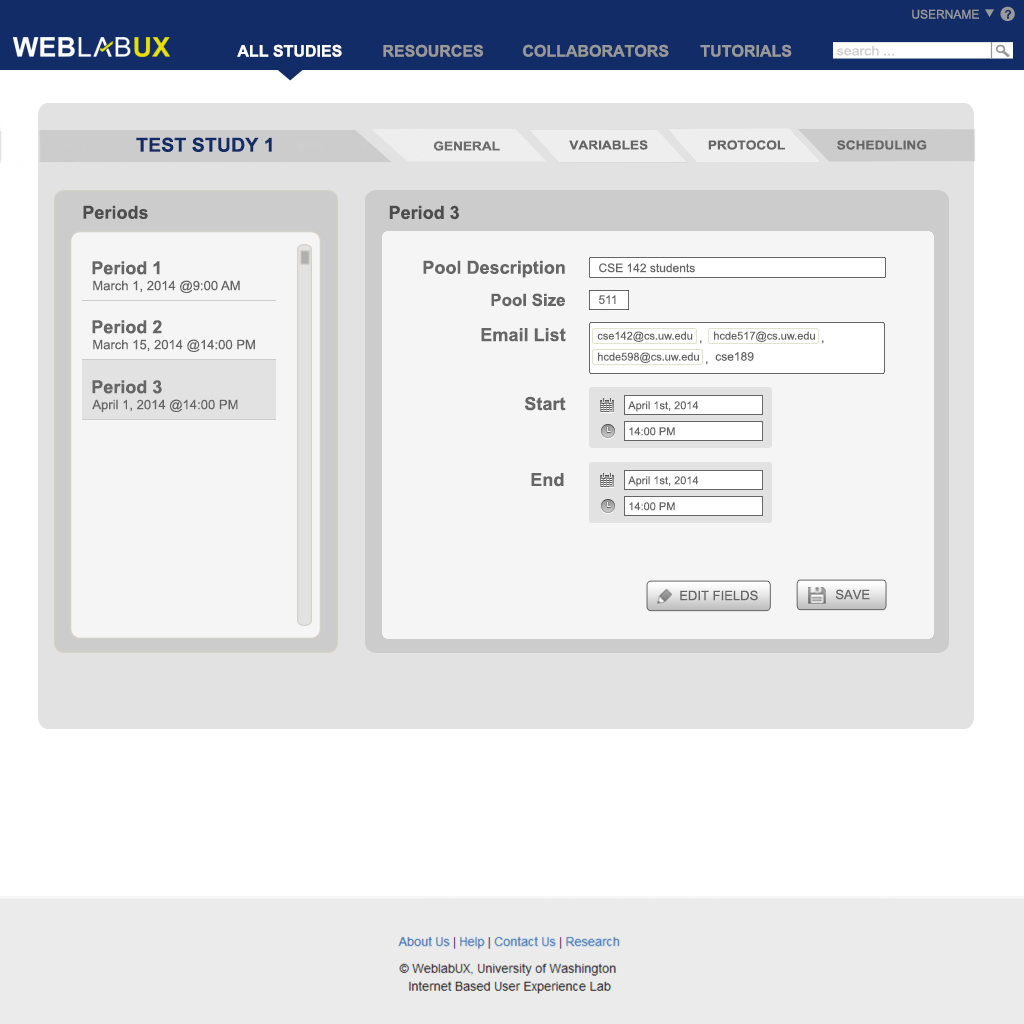 USERNAME ▼ ?
WEBLABUX
ALL STUDIES RESOURCES COLLABORATORS TUTORIALS search ...
TEST STUDY 1 GENERAL VARIABLES PROTOCOL SCHEDULING
Periods
Period 1
March 1, 2014 @9:00 AM
Period 2
March 15, 2014 @14:00 PM
Period 3
April 1, 2014 @14:00 PM
Period 3
Pool Description CSE 142 students
Pool Size 511
Email List cse142@cs.uw.edu , hcde517@cs.uw.edu ,
hcde598@cs.uw.edu , cse189
Start April 1st, 2014
14:00 PM
End April 1st, 2014
14:00 PM
EDIT FIELDS SAVE
About Us | Help | Contact Us | Research
© WeblabUX, University of Washington
Internet Based User Experience Lab